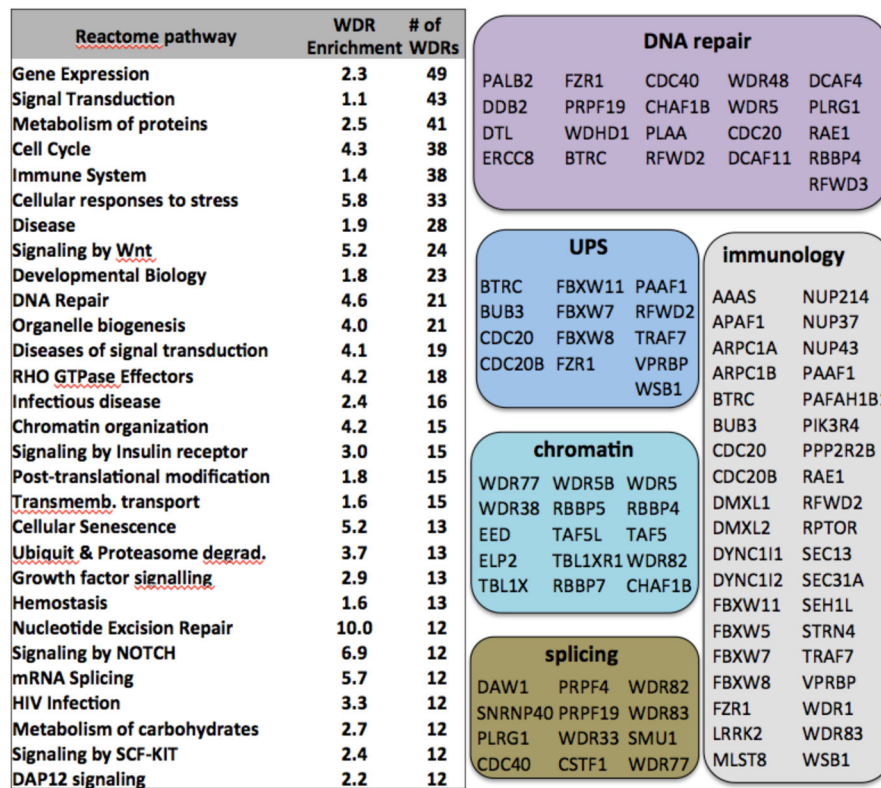 Reactome pathway WDR Enrichment # of WDRs
Gene Expression 2.3 49
Signal Transduction 1.1 43
Metabolism of proteins 2.5 41
Cell Cycle 4.3 38
Immune System 1.4 38
Cellular responses to stress 5.8 33
Disease 1.9 28
Signaling by Wnt 5.2 24
Developmental Biology 1.8 23
DNA Repair 4.6 21
Organelle biogenesis 4.0 21
Diseases of signal transduction 4.1 19
RHO GTPase Effectors 4.2 18
Infectious disease 2.4 16
Chromatin organization 4.2 15
Signaling by Insulin receptor 3.0 15
Post-translational modification 1.8 15
Transmemb. transport 1.6 15
Cellular Senescence 5.2 13
Ubiquit & Proteasome degrad. 3.7 13
Growth factor signalling 2.9 13
Hemostasis 1.6 13
Nucleotide Excision Repair 10.0 12
Signaling by NOTCH 6.9 12
mRNA Splicing 5.7 12
HIV Infection 3.3 12
Metabolism of carbohydrates 2.7 12
Signaling by SCF-KIT 2.4 12
DAP12 signaling 2.2 12
DNA repair
PALB2 FZR1 CDC40 WDR48 DCAF4
DDB2 PRPF19 CHAF1B WDR5 PLRG1
DTL WDHD1 PLAA CDC20 RAE1
ERCC8 BTRC RFWD2 DCAF11 RBBP4
RFWD3
UPS
BTRC FBXW11 PAAF1
BUB3 FBXW7 RFWD2
CDC20 FBXW8 TRAF7
CDC20B FZR1 VPRBP
WSB1
chromatin
WDR77 WDR5B WDR5
WDR38 RBBP5 RBBP4
EED TAF5L TAF5
ELP2 TBL1XR1 WDR82
TBL1X RBBP7 CHAF1B
splicing
DAW1 PRPF4 WDR82
SNRNP40 PRPF19 WDR83
PLRG1 WDR33 SMU1
CDC40 CSTF1 WDR77
immunology
AAAS NUP214
APAF1 NUP37
ARPC1A NUP43
ARPC1B PAAF1
BTRC PAFAH1B1
BUB3 PIK3R4
CDC20 PPP2R2B
CDC20B RAE1
DMXL1 RFWD2
DMXL2 RPTOR
DYNC1I1 SEC13
DYNC1I2 SEC31A
FBXW11 SEH1L
FBXW5 STRN4
FBXW7 TRAF7
FBXW8 VPRBP
FZR1 WDR1
LRRK2 WDR83
MLST8 WSB1